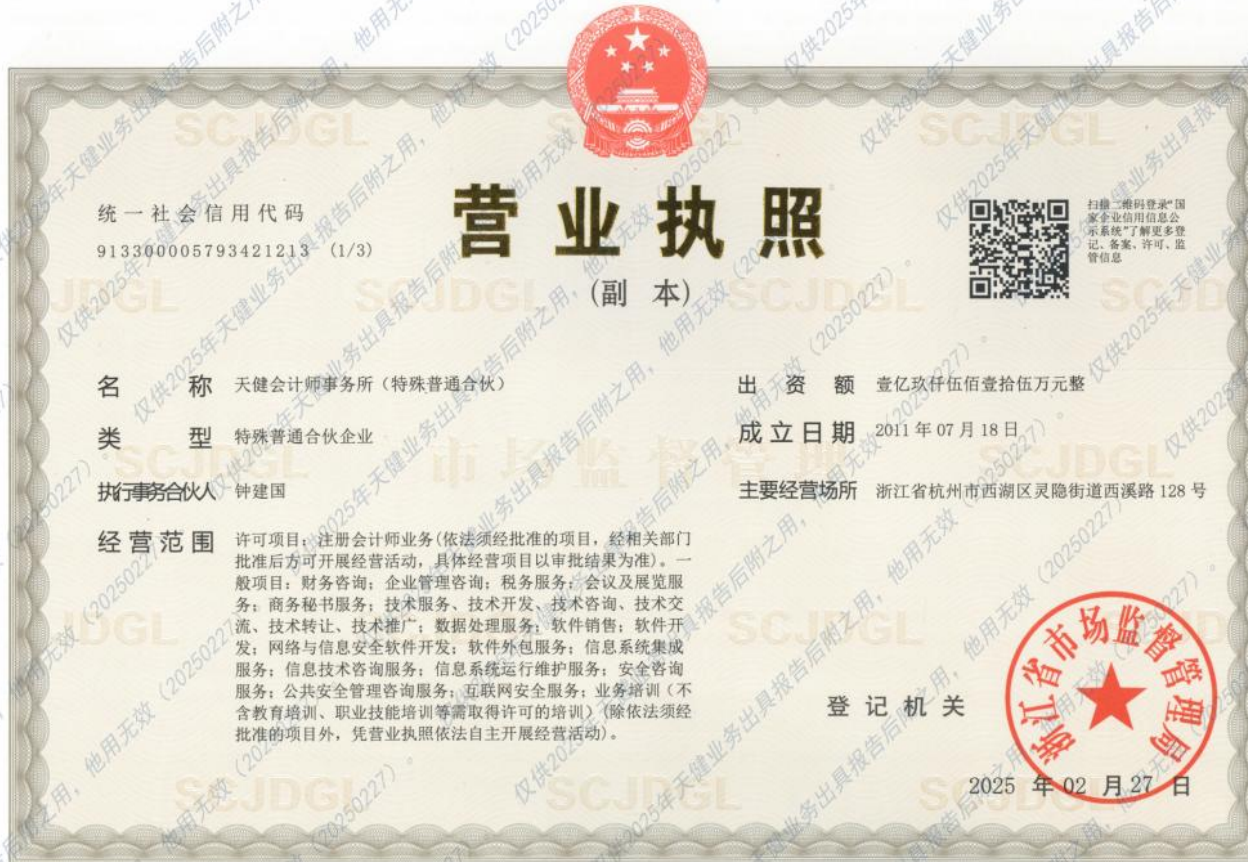 统一社会信用代码
913300005793421213 (1/3)
营业执照
(副 本)
扫描二维码登录“国
家企业信用信息公
示系统”了解更多登
记、备案、许可、监
管信息
名 称 天健会计师事务所（特殊普通合伙）
类 型 特殊普通合伙企业
执行事务合伙人 钟建国
经营范围 许可项目：注册会计师业务(依法须经批准的项目，经相关部门
批准后方可开展经营活动，具体经营项目以审批结果为准)。一
般项目：财务咨询；企业管理咨询；税务服务；会议及展览服
务；商务秘书服务；技术服务、技术开发、技术咨询、技术交
流、技术转让、技术推广；数据处理服务；软件销售；软件开
发；网络与信息安全软件开发；软件外包服务；信息系统集成
服务；信息技术咨询服务；信息系统运行维护服务；安全咨询
服务；公共安全管理咨询服务；互联网安全服务；业务培训（不
含教育培训、职业技能培训等需取得许可的培训）(除依法须经
批准的项目外，凭营业执照依法自主开展经营活动)。
出 资 额 壹亿玖仟伍佰壹拾伍万元整
成立日期 2011年07月18日
主要经营场所 浙江省杭州市西湖区灵隐街道西溪路128号
登记机关
浙江省市场监督管理局
2025 年 02 月 27 日
SCJDGL
市场监督管理
仅供2025年天健业务出具报告后附之用，他用无效（20250227）。